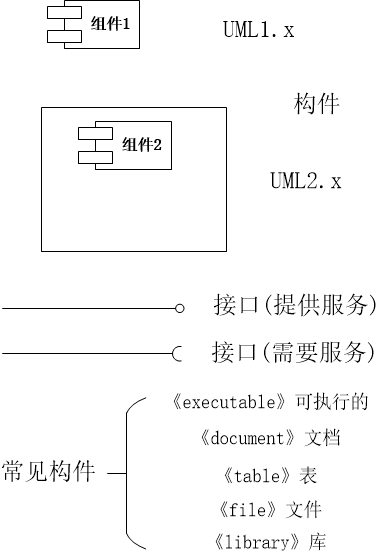 组件1
UML1.x
构件
组件2
UML2.x
接口(提供服务)
接口(需要服务)
常见构件
《executable》可执行的
《document》文档
《table》表
《file》文件
《library》库